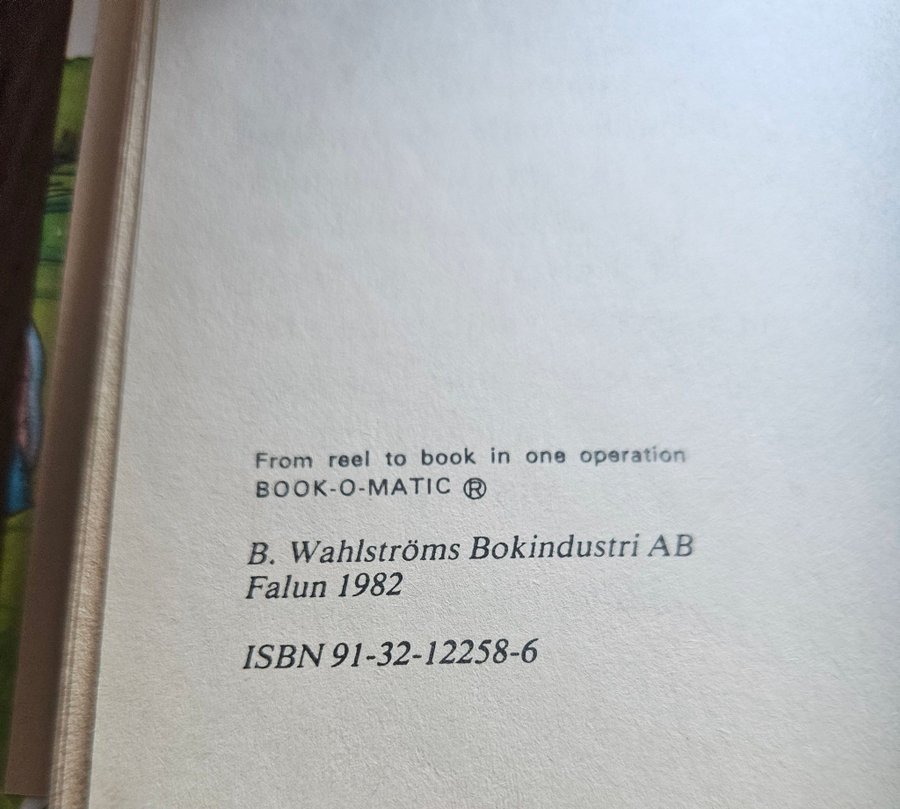 From reel to book in one operation
BOOK-O-MATIC ®
B. Wahlströms Bokindustri AB
Falun 1982
ISBN 91-32-12258-6